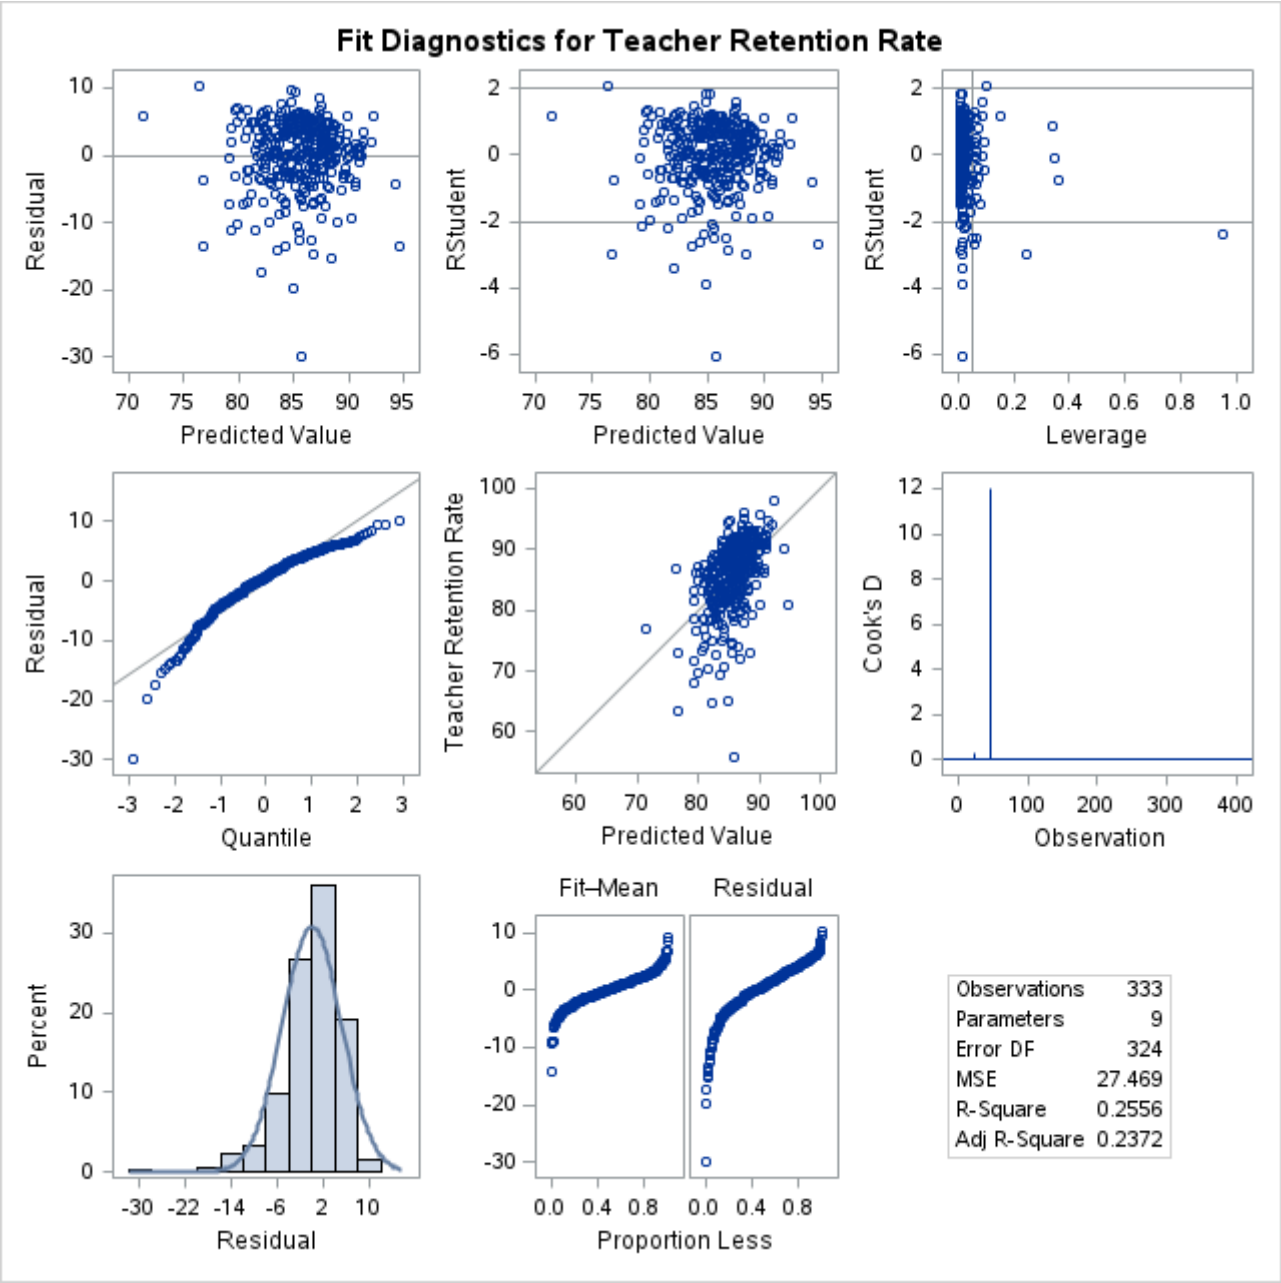 Fit Diagnostics for Teacher Retention Rate
10
0
-10
-20
-30
Residual
70 75 80 85 90 95
Predicted Value
2
0
-2
-4
-6
RStudent
70 75 80 85 90 95
Predicted Value
2
0
-2
-4
-6
RStudent
0.0 0.2 0.4 0.6 0.8 1.0
Leverage
10
0
-10
-20
-30
Residual
-3 -2 -1 0 1 2 3
Quantile
100
90
80
70
60
Teacher Retention Rate
60 70 80 90 100
Predicted Value
12
10
8
6
4
2
0
Cook's D
0 100 200 300 400
Observation
30
20
10
0
Percent
-30 -22 -14 -6 2 10
Residual
Fit–Mean Residual
10
0
-10
-20
-30
0.0 0.4 0.8 0.0 0.4 0.8
Proportion Less
Observations 333
Parameters 9
Error DF 324
MSE 27.469
R-Square 0.2556
Adj R-Square 0.2372